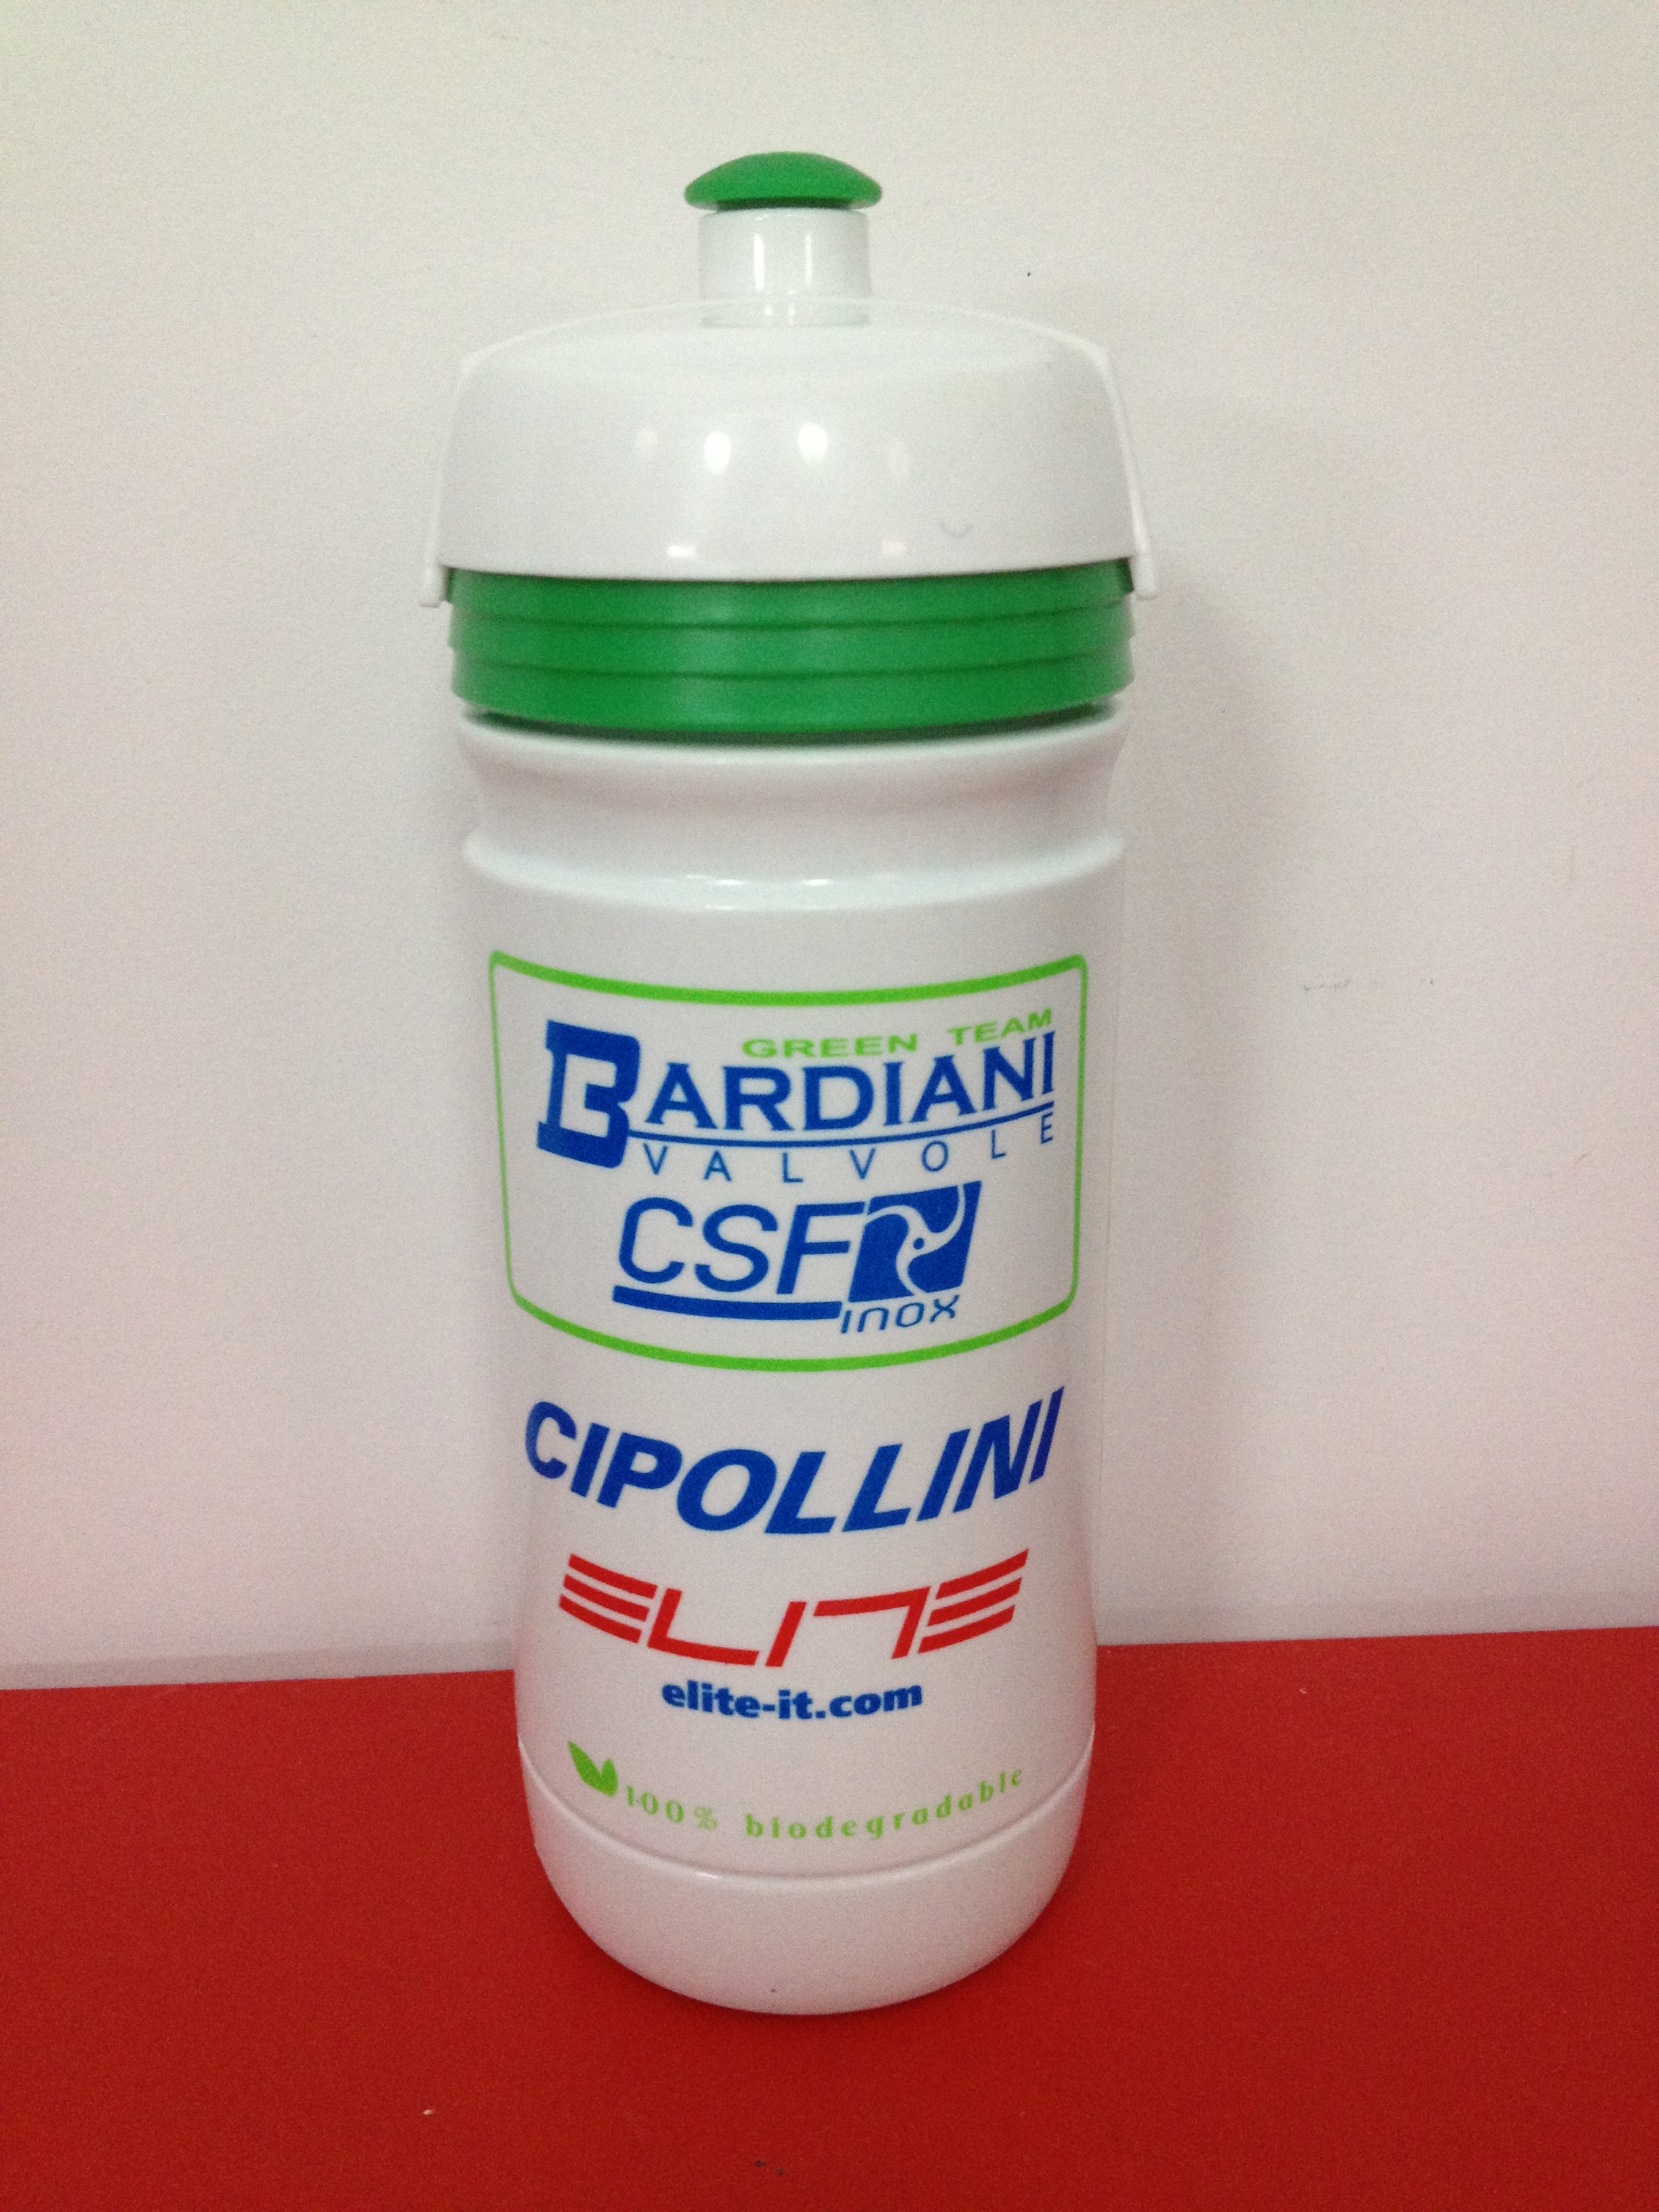 GREEN TEAM
BARDIANI
VALVOLE
CSF
inox
CIPOLLINI
ELITE
elite-it.com
100% biodegradable